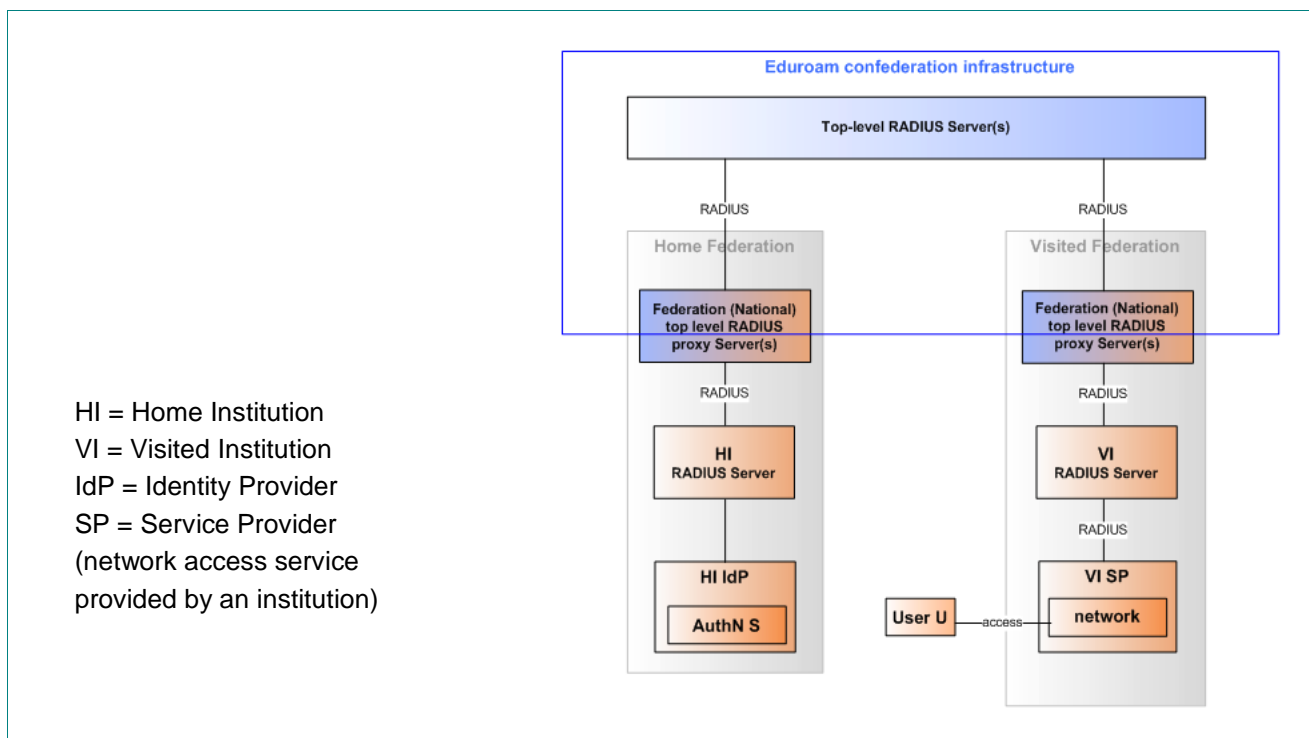 Eduroam confederation infrastructure
Top-level RADIUS Server(s)
RADIUS
RADIUS
Home Federation
Visited Federation
Federation (National)
top level RADIUS
proxy Server(s)
Federation (National)
top level RADIUS
proxy Server(s)
RADIUS
RADIUS
HI
RADIUS Server
VI
RADIUS Server
RADIUS
HI IdP
AuthN S
VI SP
network
User U
access
HI = Home Institution
VI = Visited Institution
IdP = Identity Provider
SP = Service Provider
(network access service
provided by an institution)